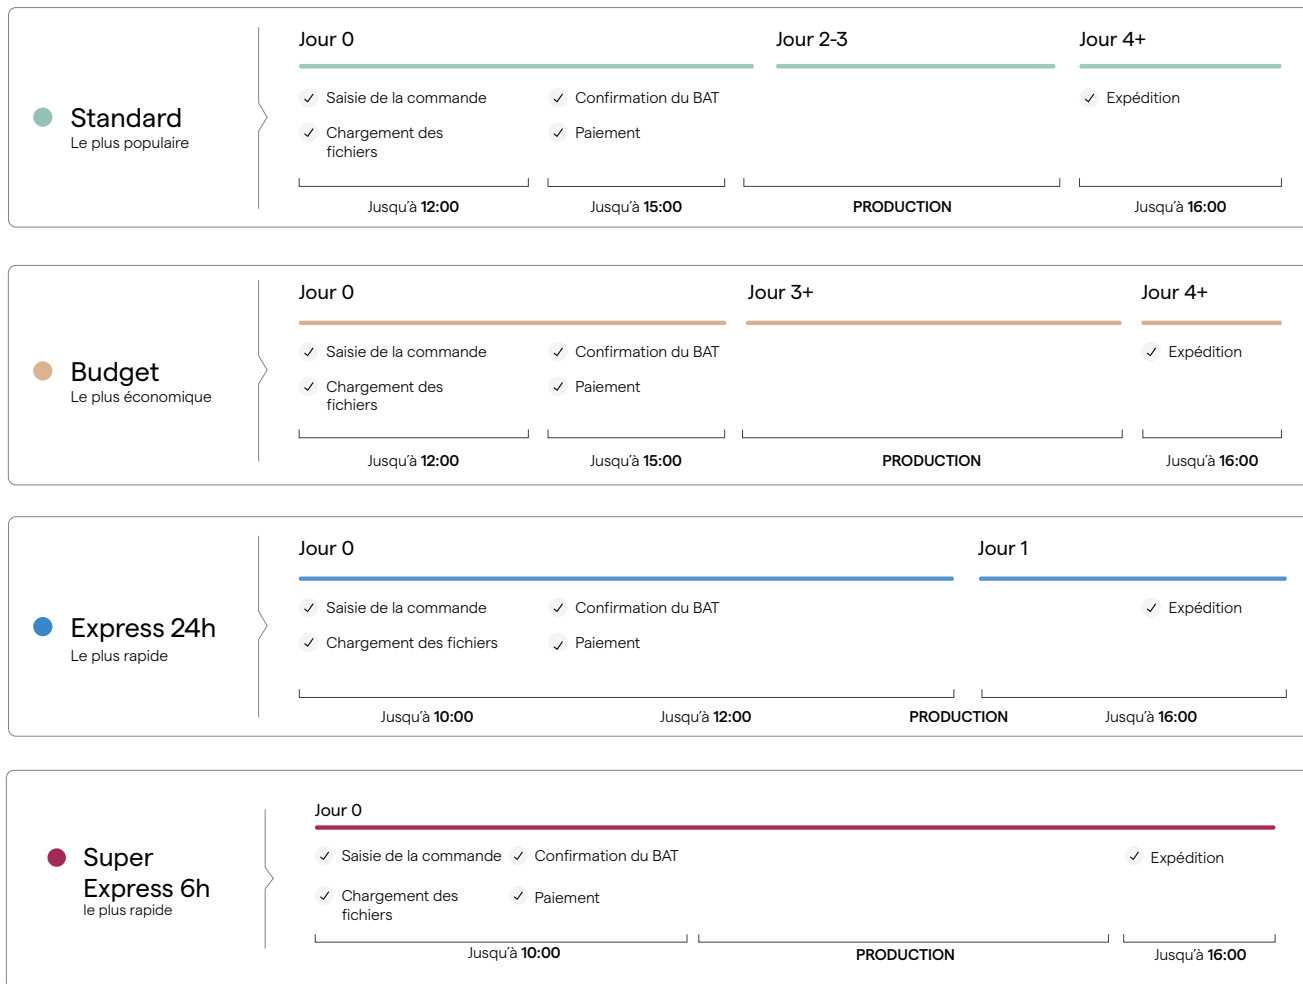 Standard
Le plus populaire
Jour 0
Jour 2-3
Jour 4+
Saisie de la commande
Chargement des
fichiers
Confirmation du BAT
Paiement
Expédition
Jusqu'à 12:00
Jusqu'à 15:00
PRODUCTION
Jusqu'à 16:00
Budget
Le plus économique
Jour 0
Jour 3+
Jour 4+
Saisie de la commande
Chargement des
fichiers
Confirmation du BAT
Paiement
Expédition
Jusqu'à 12:00
Jusqu'à 15:00
PRODUCTION
Jusqu'à 16:00
Express 24h
Le plus rapide
Jour 0
Jour 1
Saisie de la commande
Chargement des fichiers
Confirmation du BAT
Paiement
Expédition
Jusqu'à 10:00
Jusqu'à 12:00
PRODUCTION
Jusqu'à 16:00
Super
Express 6h
le plus rapide
Jour 0
Saisie de la commande
Chargement des
fichiers
Confirmation du BAT
Paiement
Expédition
Jusqu'à 10:00
PRODUCTION
Jusqu'à 16:00